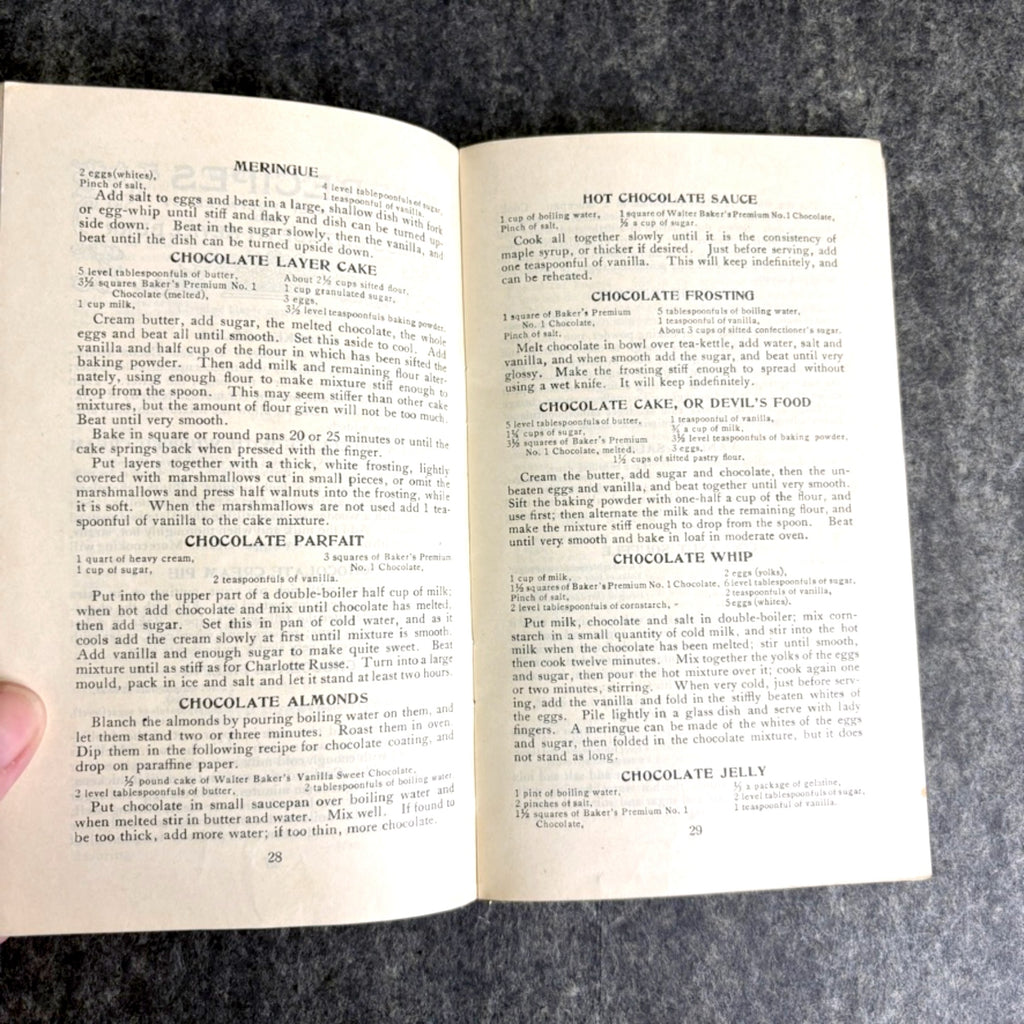 MERINGUE
2 eggs (whites), 4 level tablespoonfuls of sugar,
Pinch of salt, 1 teaspoonful of vanilla.
Add salt to eggs and beat in a large, shallow dish with fork
or egg-whip until stiff and flaky and dish can be turned up-
side down. Beat in the sugar slowly, then the vanilla, and
beat until the dish can be turned upside down.
CHOCOLATE LAYER CAKE
5 level tablespoonfuls of butter, About 2½ cups sifted flour,
3½ squares Baker's Premium No. 1 1 cup granulated sugar,
Chocolate (melted), 3 eggs,
1 cup milk, 3½ level teaspoonfuls baking powder.
Cream butter, add sugar, the melted chocolate, the whole
eggs and beat all until smooth. Set this aside to cool. Add
vanilla and half cup of the flour in which has been sifted the
baking powder. Then add milk and remaining flour alter-
nately, using enough flour to make mixture stiff enough to
drop from the spoon. This may seem stiffer than other cake
mixtures, but the amount of flour given will not be too much.
Beat until very smooth.
Bake in square or round pans 20 or 25 minutes or until the
cake springs back when pressed with the finger.
Put layers together with a thick, white frosting, lightly
covered with marshmallows cut in small pieces, or omit the
marshmallows and press half walnuts into the frosting, while
it is soft. When the marshmallows are not used add 1 tea-
spoonful of vanilla to the cake mixture.
CHOCOLATE PARFAIT
1 quart of heavy cream, 3 squares of Baker's Premium
1 cup of sugar, No. 1 Chocolate,
2 teaspoonfuls of vanilla.
Put into the upper part of a double-boiler half cup of milk;
when hot add chocolate and mix until chocolate has melted,
then add sugar. Set this in pan of cold water, and as it
cools add the cream slowly at first until mixture is smooth.
Add vanilla and enough sugar to make quite sweet. Beat
mixture until as stiff as for Charlotte Russe. Turn into a large
mould, pack in ice and salt and let it stand at least two hours.
CHOCOLATE ALMONDS
Blanch the almonds by pouring boiling water on them, and
let them stand two or three minutes. Roast them in oven.
Dip them in the following recipe for chocolate coating, and
drop on paraffine paper.
½ pound cake of Walter Baker's Vanilla Sweet Chocolate,
2 level tablespoonfuls of butter, 2 tablespoonfuls of boiling water.
Put chocolate in small saucepan over boiling water and
when melted stir in butter and water. Mix well. If found to
be too thick, add more water; if too thin, more chocolate.
28
HOT CHOCOLATE SAUCE
1 cup of boiling water, 1 square of Walter Baker's Premium No. 1 Chocolate,
Pinch of salt, ½ a cup of sugar.
Cook all together slowly until it is the consistency of
maple syrup, or thicker if desired. Just before serving, add
one teaspoonful of vanilla. This will keep indefinitely, and
can be reheated.
CHOCOLATE FROSTING
1 square of Baker's Premium 5 tablespoonfuls of boiling water,
No. 1 Chocolate, 1 teaspoonful of vanilla,
Pinch of salt, About 3 cups of sifted confectioner's sugar.
Melt chocolate in bowl over tea-kettle, add water, salt and
vanilla, and when smooth add the sugar, and beat until very
glossy. Make the frosting stiff enough to spread without
using a wet knife. It will keep indefinitely.
CHOCOLATE CAKE, OR DEVIL'S FOOD
5 level tablespoonfuls of butter, 1 teaspoonful of vanilla,
cups of sugar, a cup of milk,
3½ squares of Baker's Premium 3½ level teaspoonfuls of baking powder,
No. 1 Chocolate, melted, 3 eggs,
1½ cups of sifted pastry flour.
Cream the butter, add sugar and chocolate, then the un-
beaten eggs and vanilla, and beat together until very smooth.
Sift the baking powder with one-half a cup of the flour, and
use first; then alternate the milk and the remaining flour, and
make the mixture stiff enough to drop from the spoon. Beat
until very smooth and bake in loaf in moderate oven.
CHOCOLATE WHIP
1 cup of milk, 2 eggs (yolks),
1½ squares of Baker's Premium No. 1 Chocolate, 6 level tablespoonfuls of sugar,
Pinch of salt, 2 teaspoonfuls of vanilla,
2 level tablespoonfuls of cornstarch, 5 eggs (whites).
Put milk, chocolate and salt in double-boiler; mix corn-
starch in a small quantity of cold milk, and stir into the hot
milk when the chocolate has been melted; stir until smooth,
then cook twelve minutes. Mix together the yolks of the eggs
and sugar, then pour the hot mixture over it; cook again one
or two minutes, stirring. When very cold, just before serv-
ing, add the vanilla and fold in the stiffly beaten whites of
the eggs. Pile lightly in a glass dish and serve with lady
fingers. A meringue can be made of the whites of the eggs
and sugar, then folded in the chocolate mixture, but it does
not stand as long.
CHOCOLATE JELLY
1 pint of boiling water, a package of gelatine,
2 pinches of salt, 2 level tablespoonfuls of sugar,
1½ squares of Baker's Premium No. 1 1 teaspoonful of vanilla.
Chocolate,
29